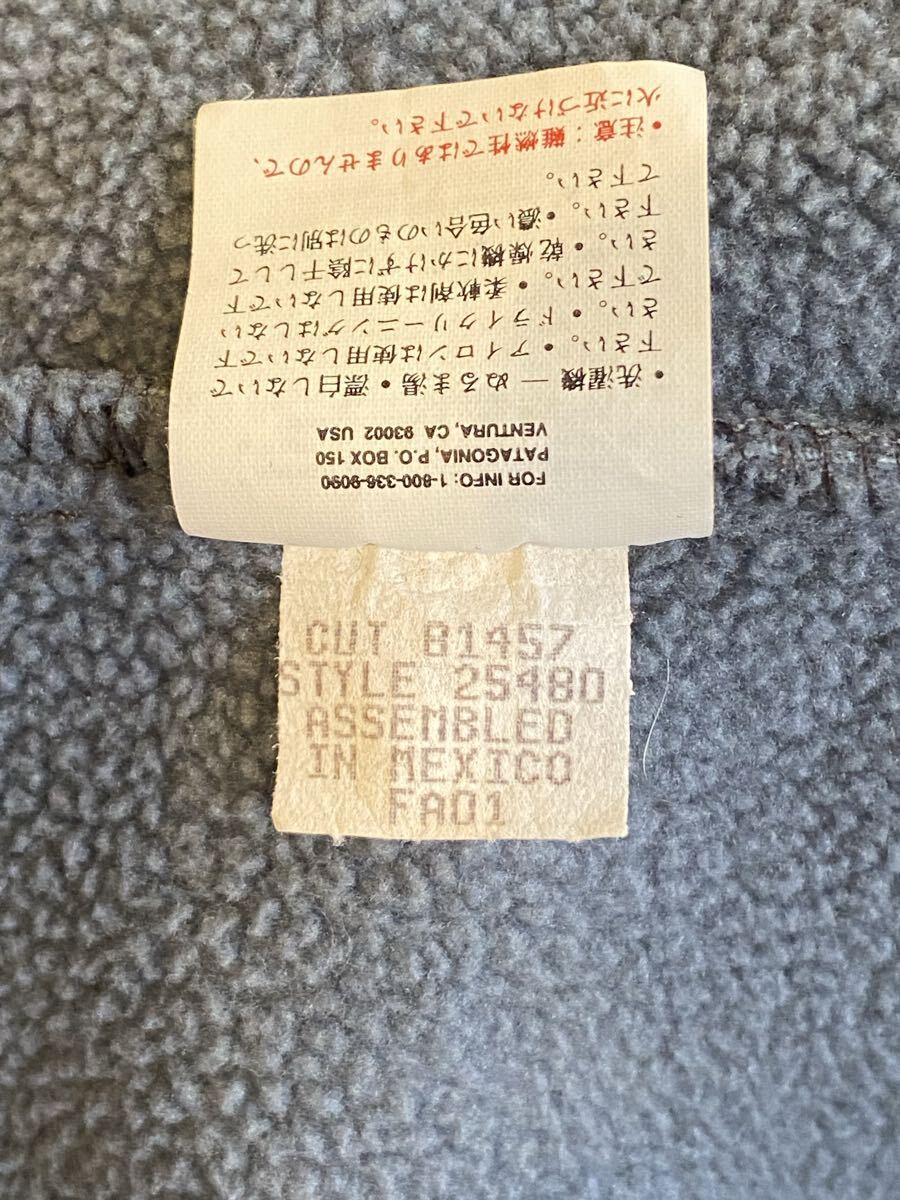 FOR INFO: 1-800-336-9090
PATAGONIA, P.O. BOX 150
VENTURA, CA 93002 USA
•洗濯機 — ぬるま湯•漂白しないで
下さい。•アイロンは使用しないで下
さい。•ドライクリーニングはしない
で下さい。•柔軟剤は使用しないで下
さい。•乾燥機にかけずに陰干しして
下さい。•濃い色合いのものは別に洗っ
て下さい。
•注意:難燃性ではありませんので、
火に近づけないで下さい。
CUT B1457
STYLE 25480
ASSEMBLED
IN MEXICO
FA01